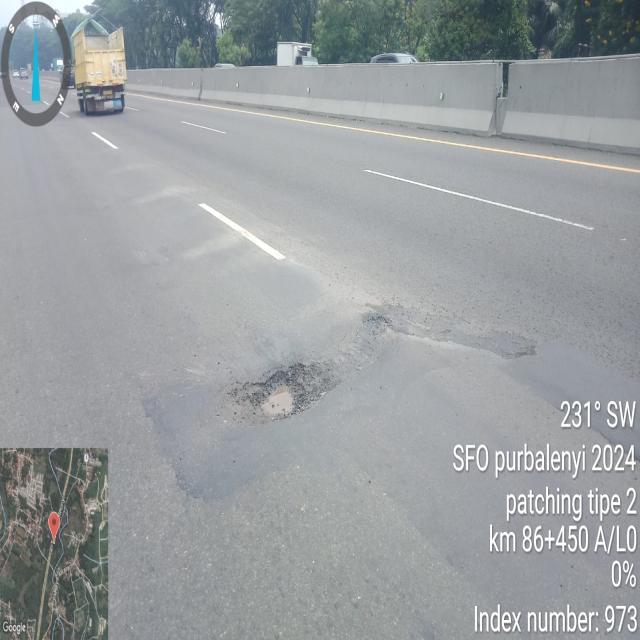 231° SW
SFO purbalenyi 2024
patching tipe 2
km 86+450 A/L0
0%
Index number: 973
Google